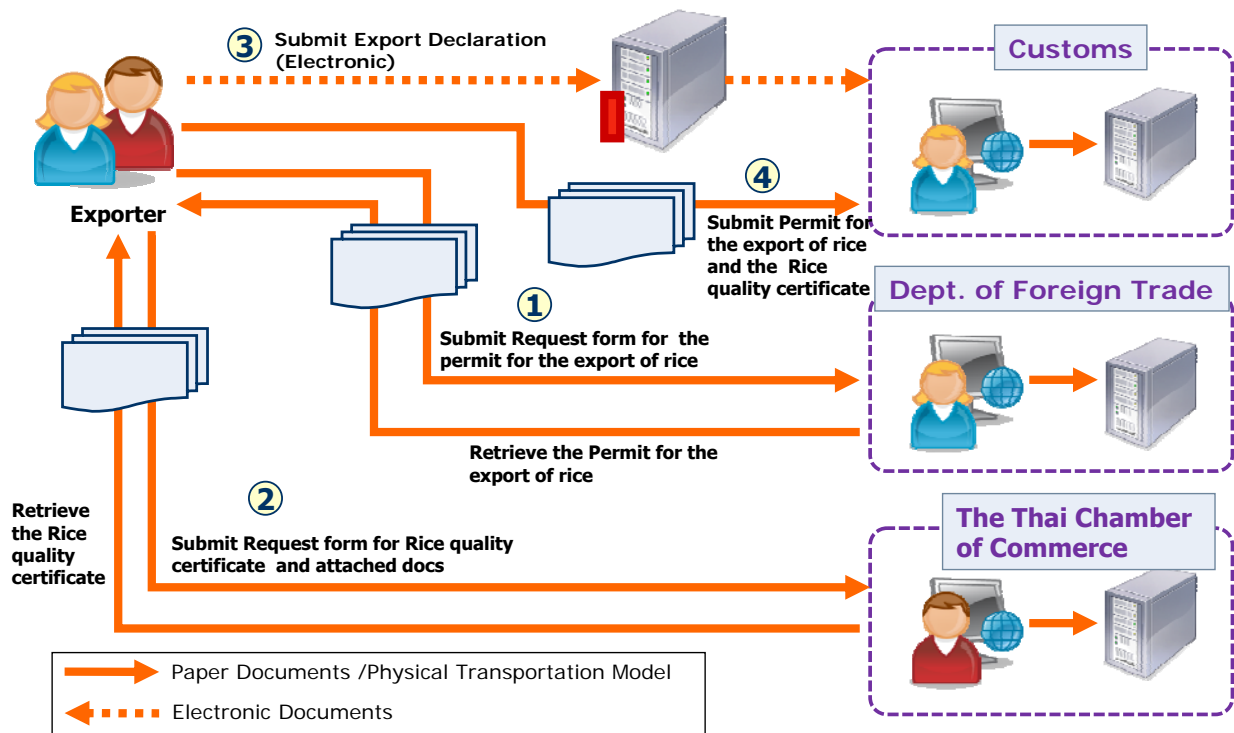 3
Submit Export Declaration
(Electronic)
Customs
Exporter
4
Submit Permit for
the export of rice
and the Rice
quality certificate
Dept. of Foreign Trade
1
Submit Request form for the
permit for the export of rice
Retrieve the Permit for the
export of rice
Retrieve
the Rice
quality
certificate
2
Submit Request form for Rice quality
certificate and attached docs
The Thai Chamber
of Commerce
Paper Documents /Physical Transportation Model
Electronic Documents